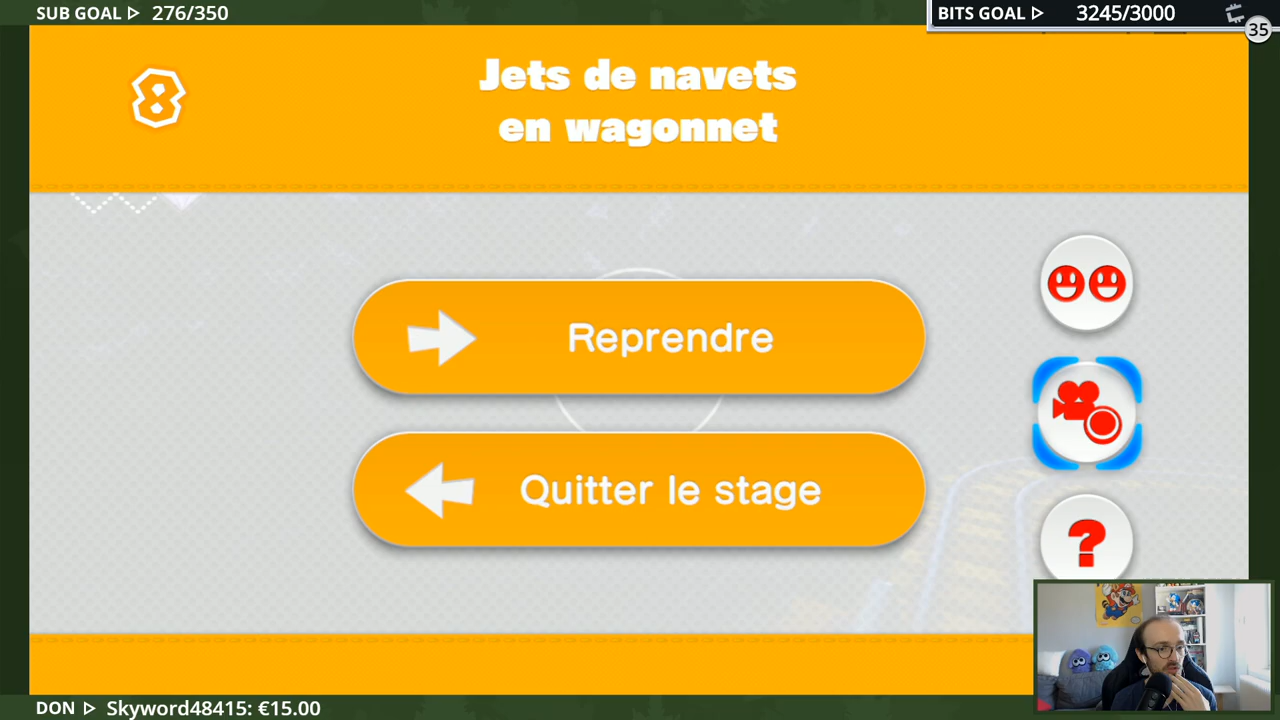 SUB GOAL 276/350
BITS GOAL 3245/3000
35
8
Jets de navets
en wagonnet
Reprendre
Quitter le stage
?
DON Skyword48415: €15.00